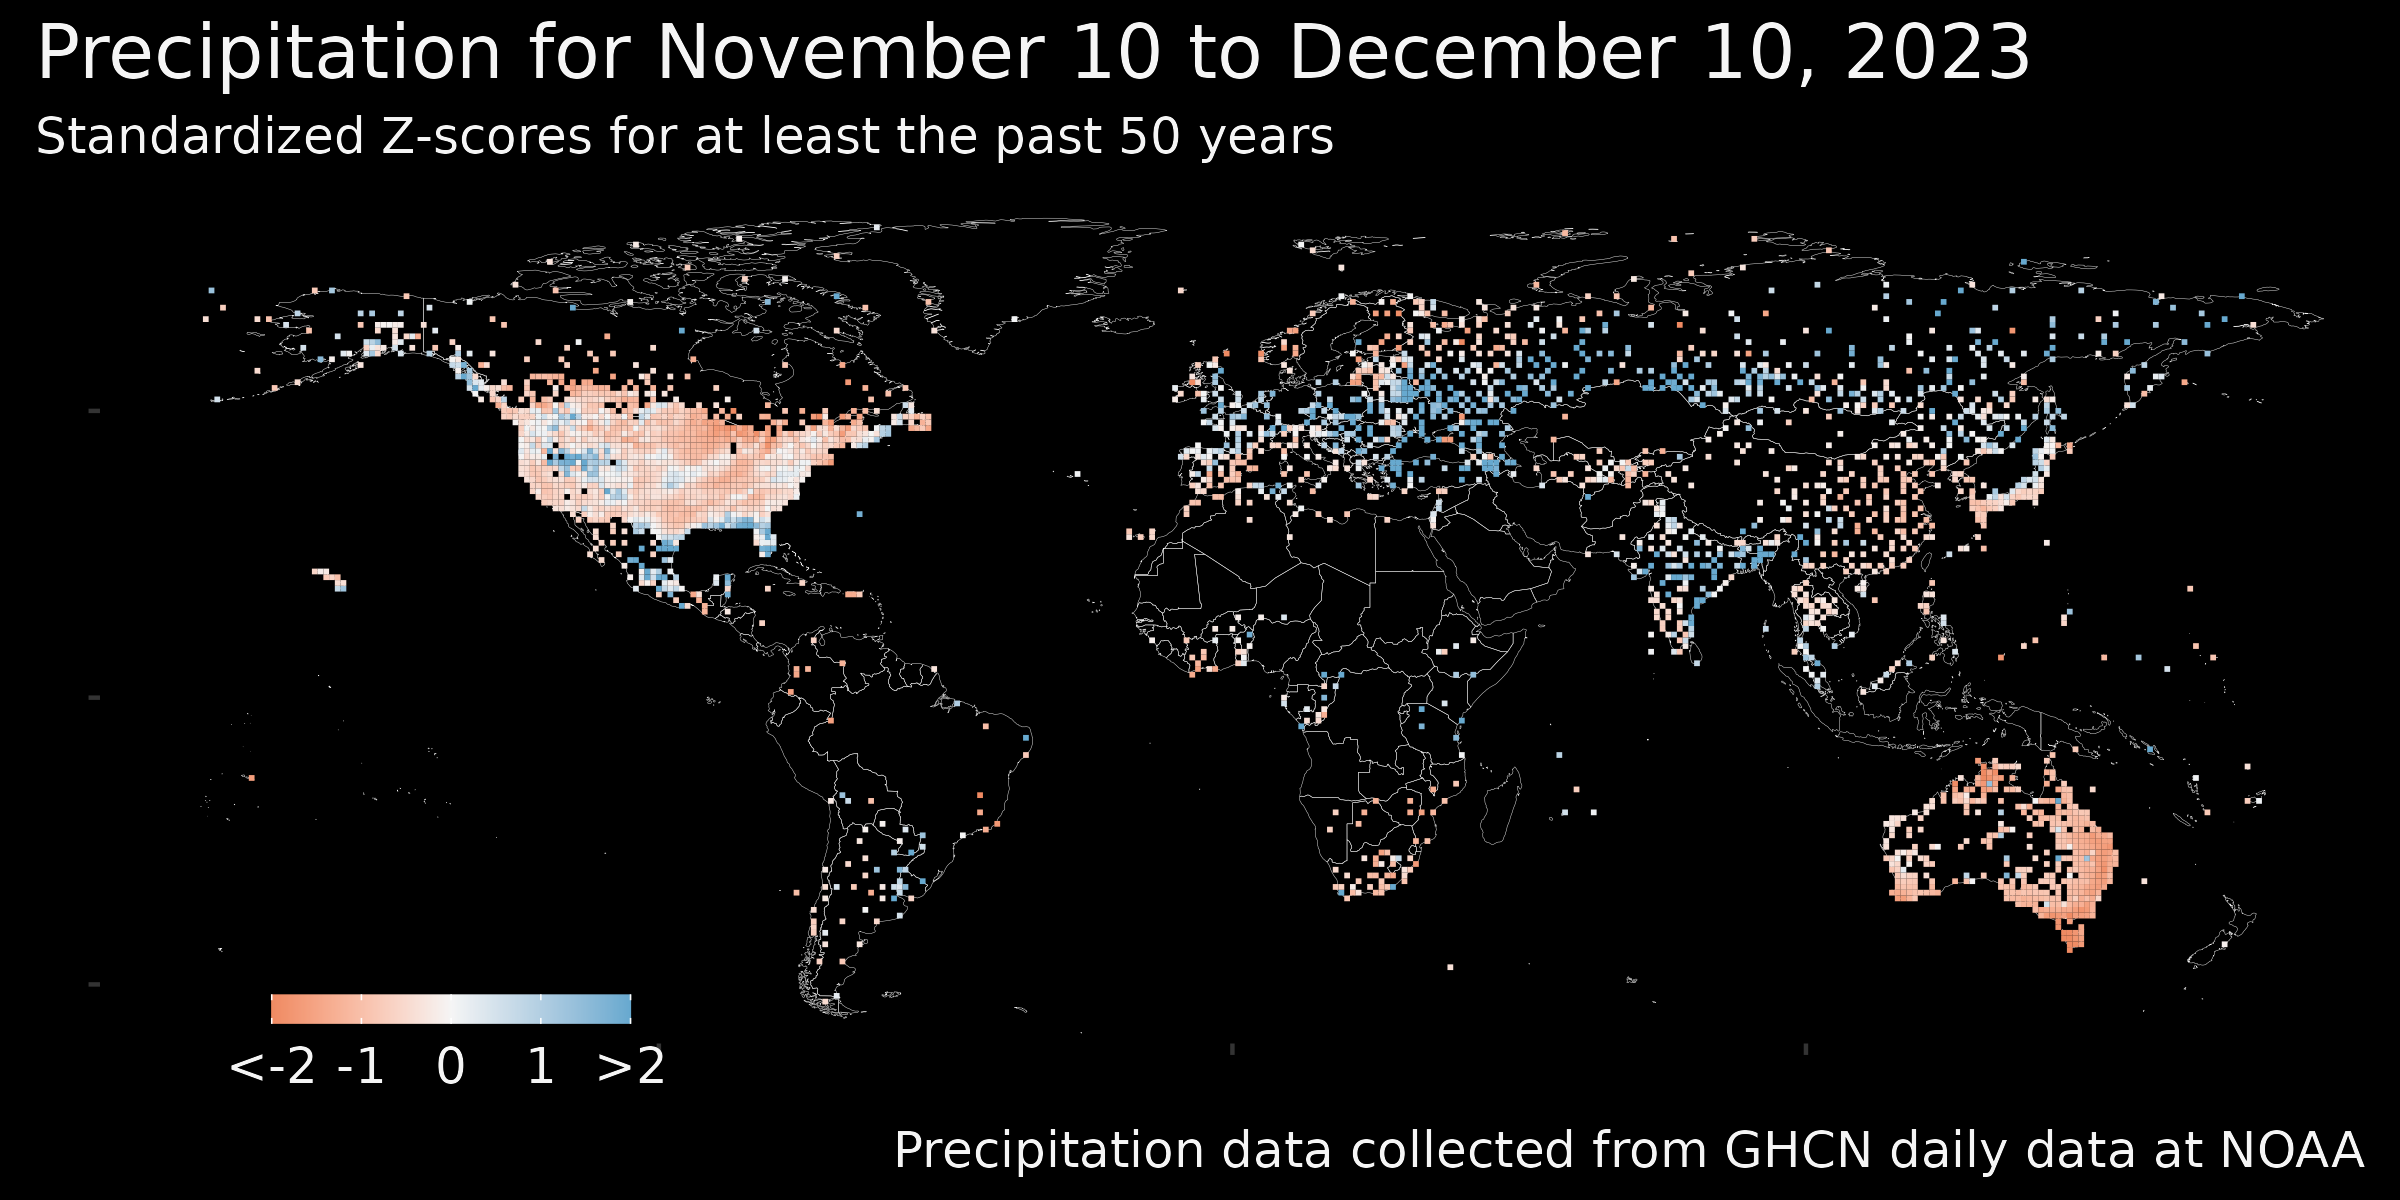 Precipitation for November 10 to December 10, 2023
Standardized Z-scores for at least the past 50 years
<-2 -1 0 1 >2
Precipitation data collected from GHCN daily data at NOAA